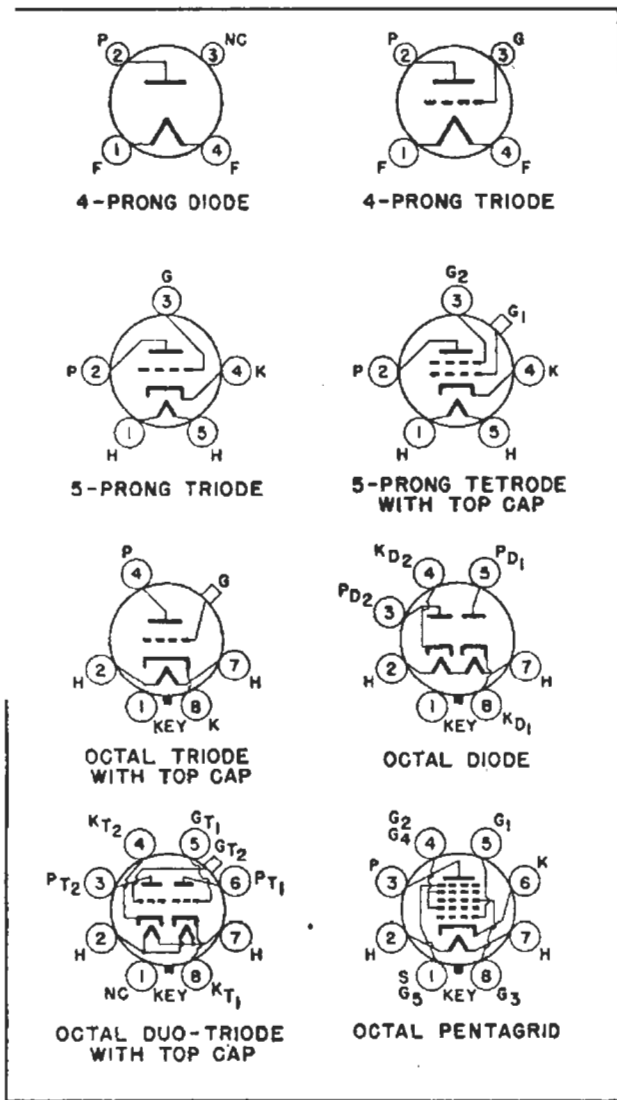 P 2 3 NC
1 4
F F
4-PRONG DIODE
P 2 3 G
1 4
F F
4-PRONG TRIODE
G
3
P 2 4 K
1 5
H H
5-PRONG TRIODE
G2
3 G1
P 2 4 K
1 5
H H
5-PRONG TETRODE
WITH TOP CAP
P
4 G
H 2 7 H
1 KEY 8 K
OCTAL TRIODE
WITH TOP CAP
KD2 4 5 PD1
PD2 3
H 2 7 H
1 KEY 8 KD1
OCTAL DIODE
KT2 4 5 GT1
GT2
PT2 3 6 PT1
H 2 7 H
NC 1 KEY 8 KT1
OCTAL DUO-TRIODE
WITH TOP CAP
G2
G4 4 5 G1
P 3 6 K
H 2 7 H
S
G5 1 KEY 8 G3
OCTAL PENTAGRID